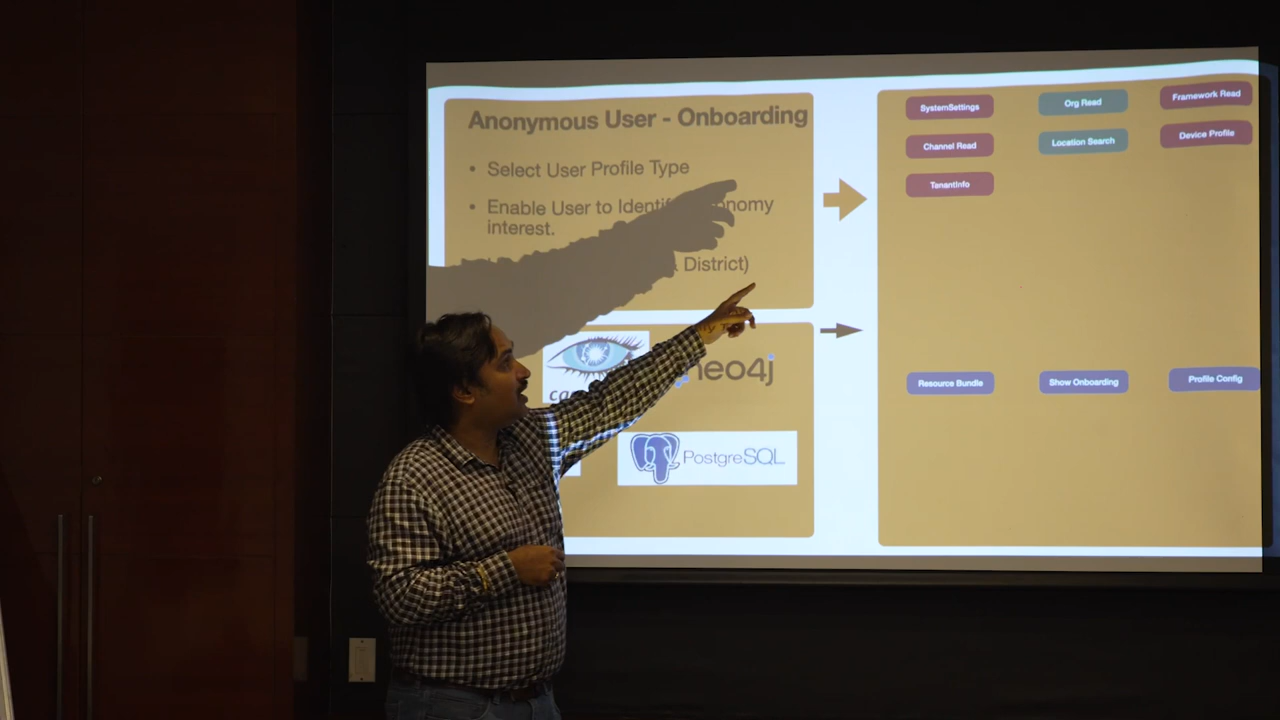 Anonymous User - Onboarding
• Select User Profile Type
• Enable User to Identif onomy
interest.
District)
neo4j
PostgreSQL
SystemSettings
Org Read
Framework Read
Channel Read
Location Search
Device Profile
TenantInfo
Resource Bundle
Show Onboarding
Profile Config